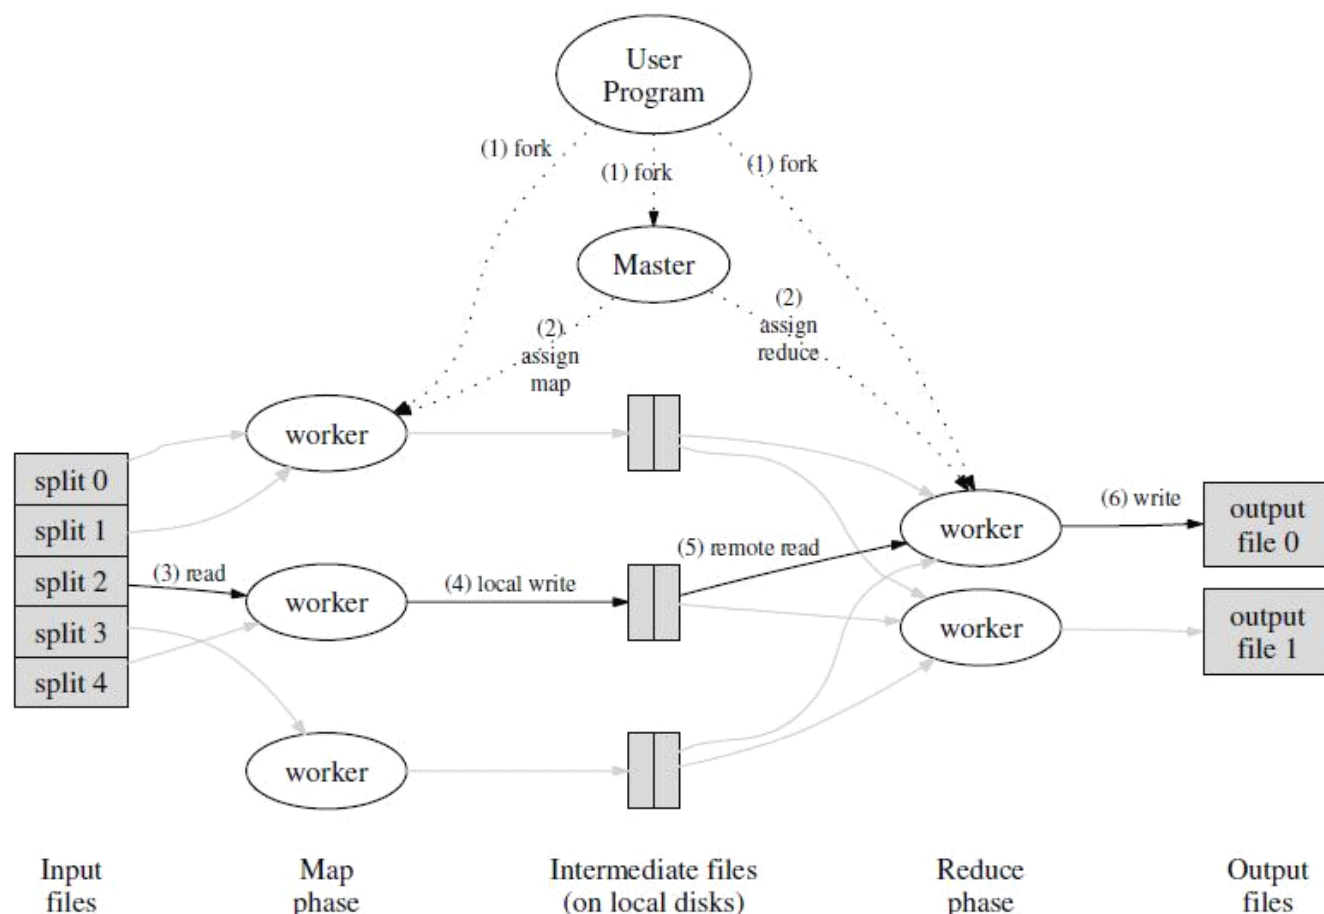 User
Program
(1) fork
(1) fork
(1) fork
Master
(2)
assign
map
(2)
assign
reduce
split 0
split 1
split 2
split 3
split 4
(3) read
worker
worker
worker
(4) local write
(5) remote read
worker
worker
(6) write
output
file 0
output
file 1
Input
files
Map
phase
Intermediate files
(on local disks)
Reduce
phase
Output
files